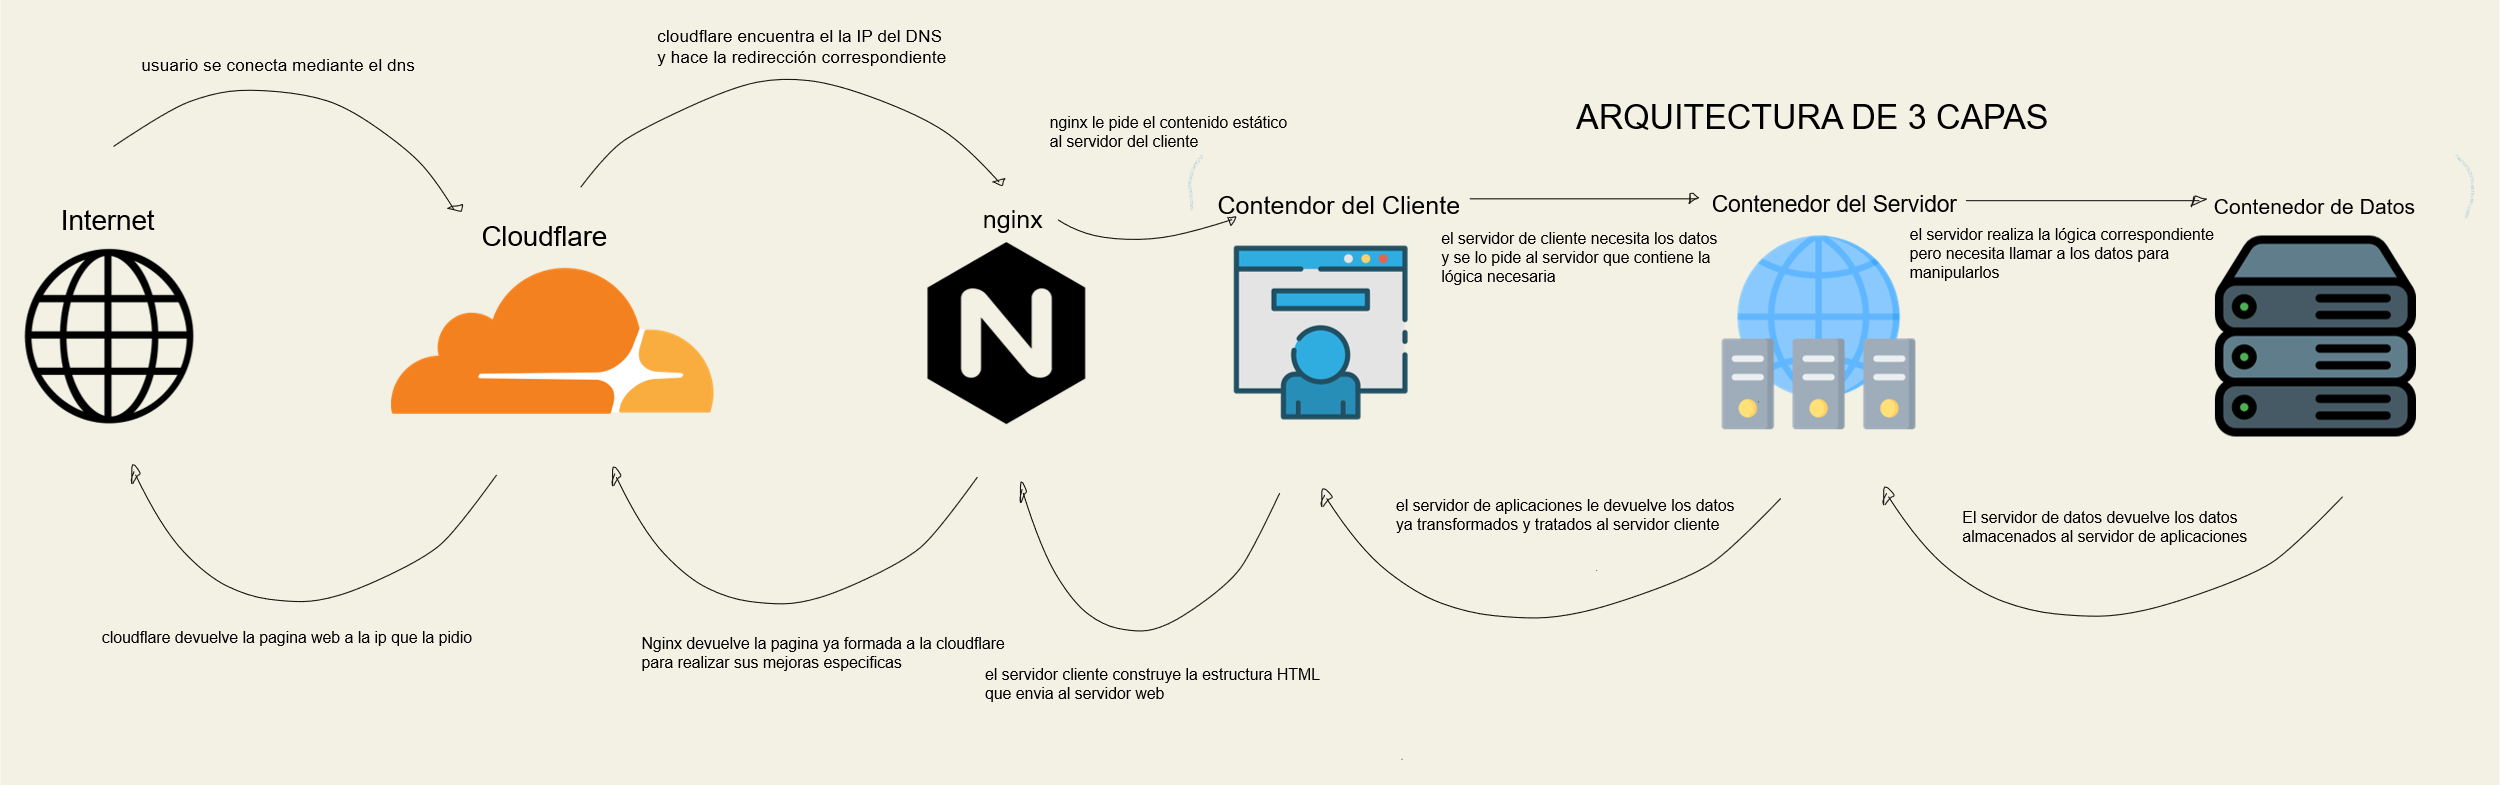 usuario se conecta mediante el dns
cloudflare encuentra el la IP del DNS
y hace la redirección correspondiente
nginx le pide el contenido estático
al servidor del cliente
ARQUITECTURA DE 3 CAPAS
Internet
Cloudflare
nginx
N
Contendor del Cliente
Contenedor del Servidor
Contenedor de Datos
el servidor de cliente necesita los datos
y se lo pide al servidor que contiene la
lógica necesaria
el servidor realiza la lógica correspondiente
pero necesita llamar a los datos para
manipularlos
cloudflare devuelve la pagina web a la ip que la pidio
Nginx devuelve la pagina ya formada a la cloudflare
para realizar sus mejoras especificas
el servidor cliente construye la estructura HTML
que envia al servidor web
el servidor de aplicaciones le devuelve los datos
ya transformados y tratados al servidor cliente
El servidor de datos devuelve los datos
almacenados al servidor de aplicaciones